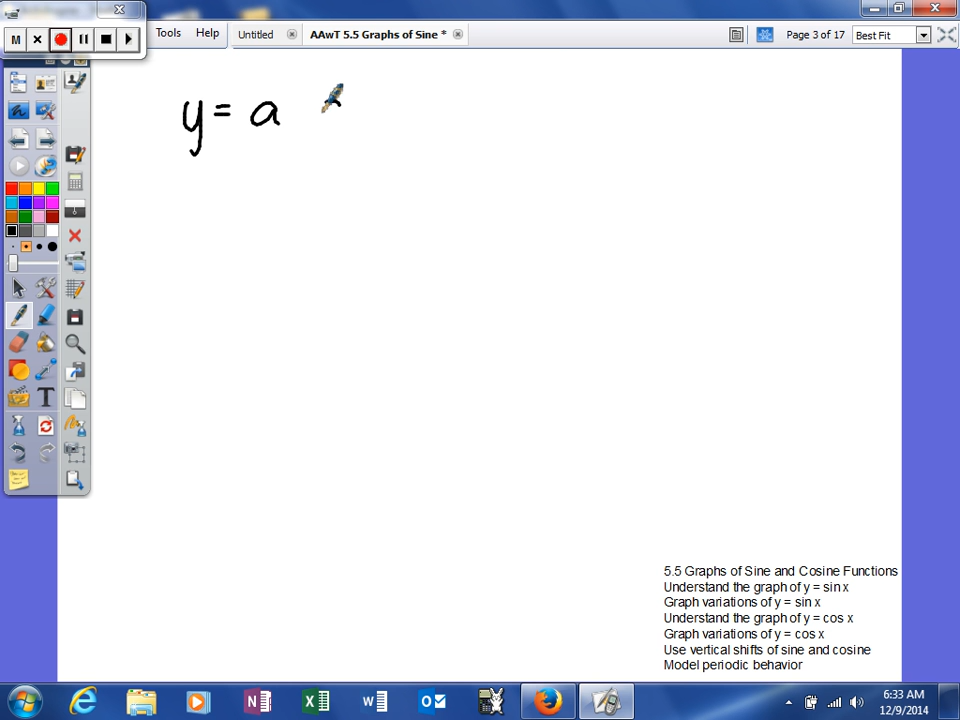 M
Tools Help Untitled AAwT 5.5 Graphs of Sine * Page 3 of 17 Best Fit
y = a
T
5.5 Graphs of Sine and Cosine Functions
Understand the graph of y = sin x
Graph variations of y = sin x
Understand the graph of y = cos x
Graph variations of y = cos x
Use vertical shifts of sine and cosine
Model periodic behavior
6:33 AM
12/9/2014